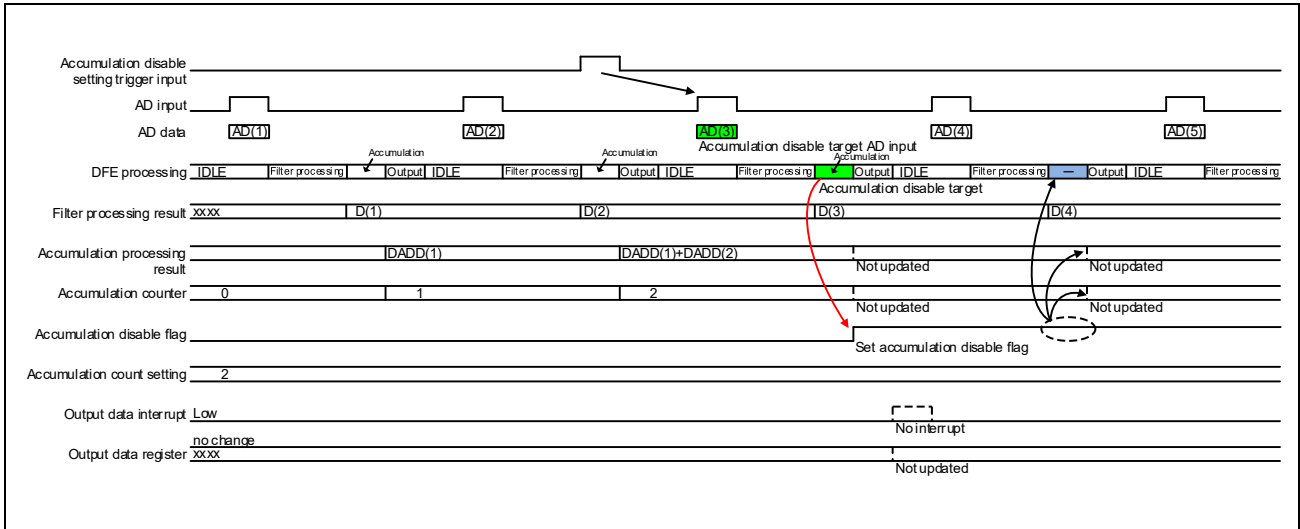 Accumulation disable
setting trigger input
AD input
AD data AD(1) AD(2) AD(3) AD(4) AD(5)
Accumulation disable target AD input
Accumulation Accumulation Accumulation
DFE processing IDLE Filter processing Output IDLE Filter processing Output IDLE Filter processing Output IDLE Filter processing — Output IDLE Filter processing
Accumulation disable target
Filter processing result xxxx D(1) D(2) D(3) D(4)
Accumulation processing
result
DADD(1) DADD(1)+DADD(2)
Not updated Not updated
Accumulation counter 0 1 2
Not updated Not updated
Accumulation disable flag
Set accumulation disable flag
Accumulation count setting 2
Output data interrupt Low
No interrupt
no change
Output data register xxxx
Not updated